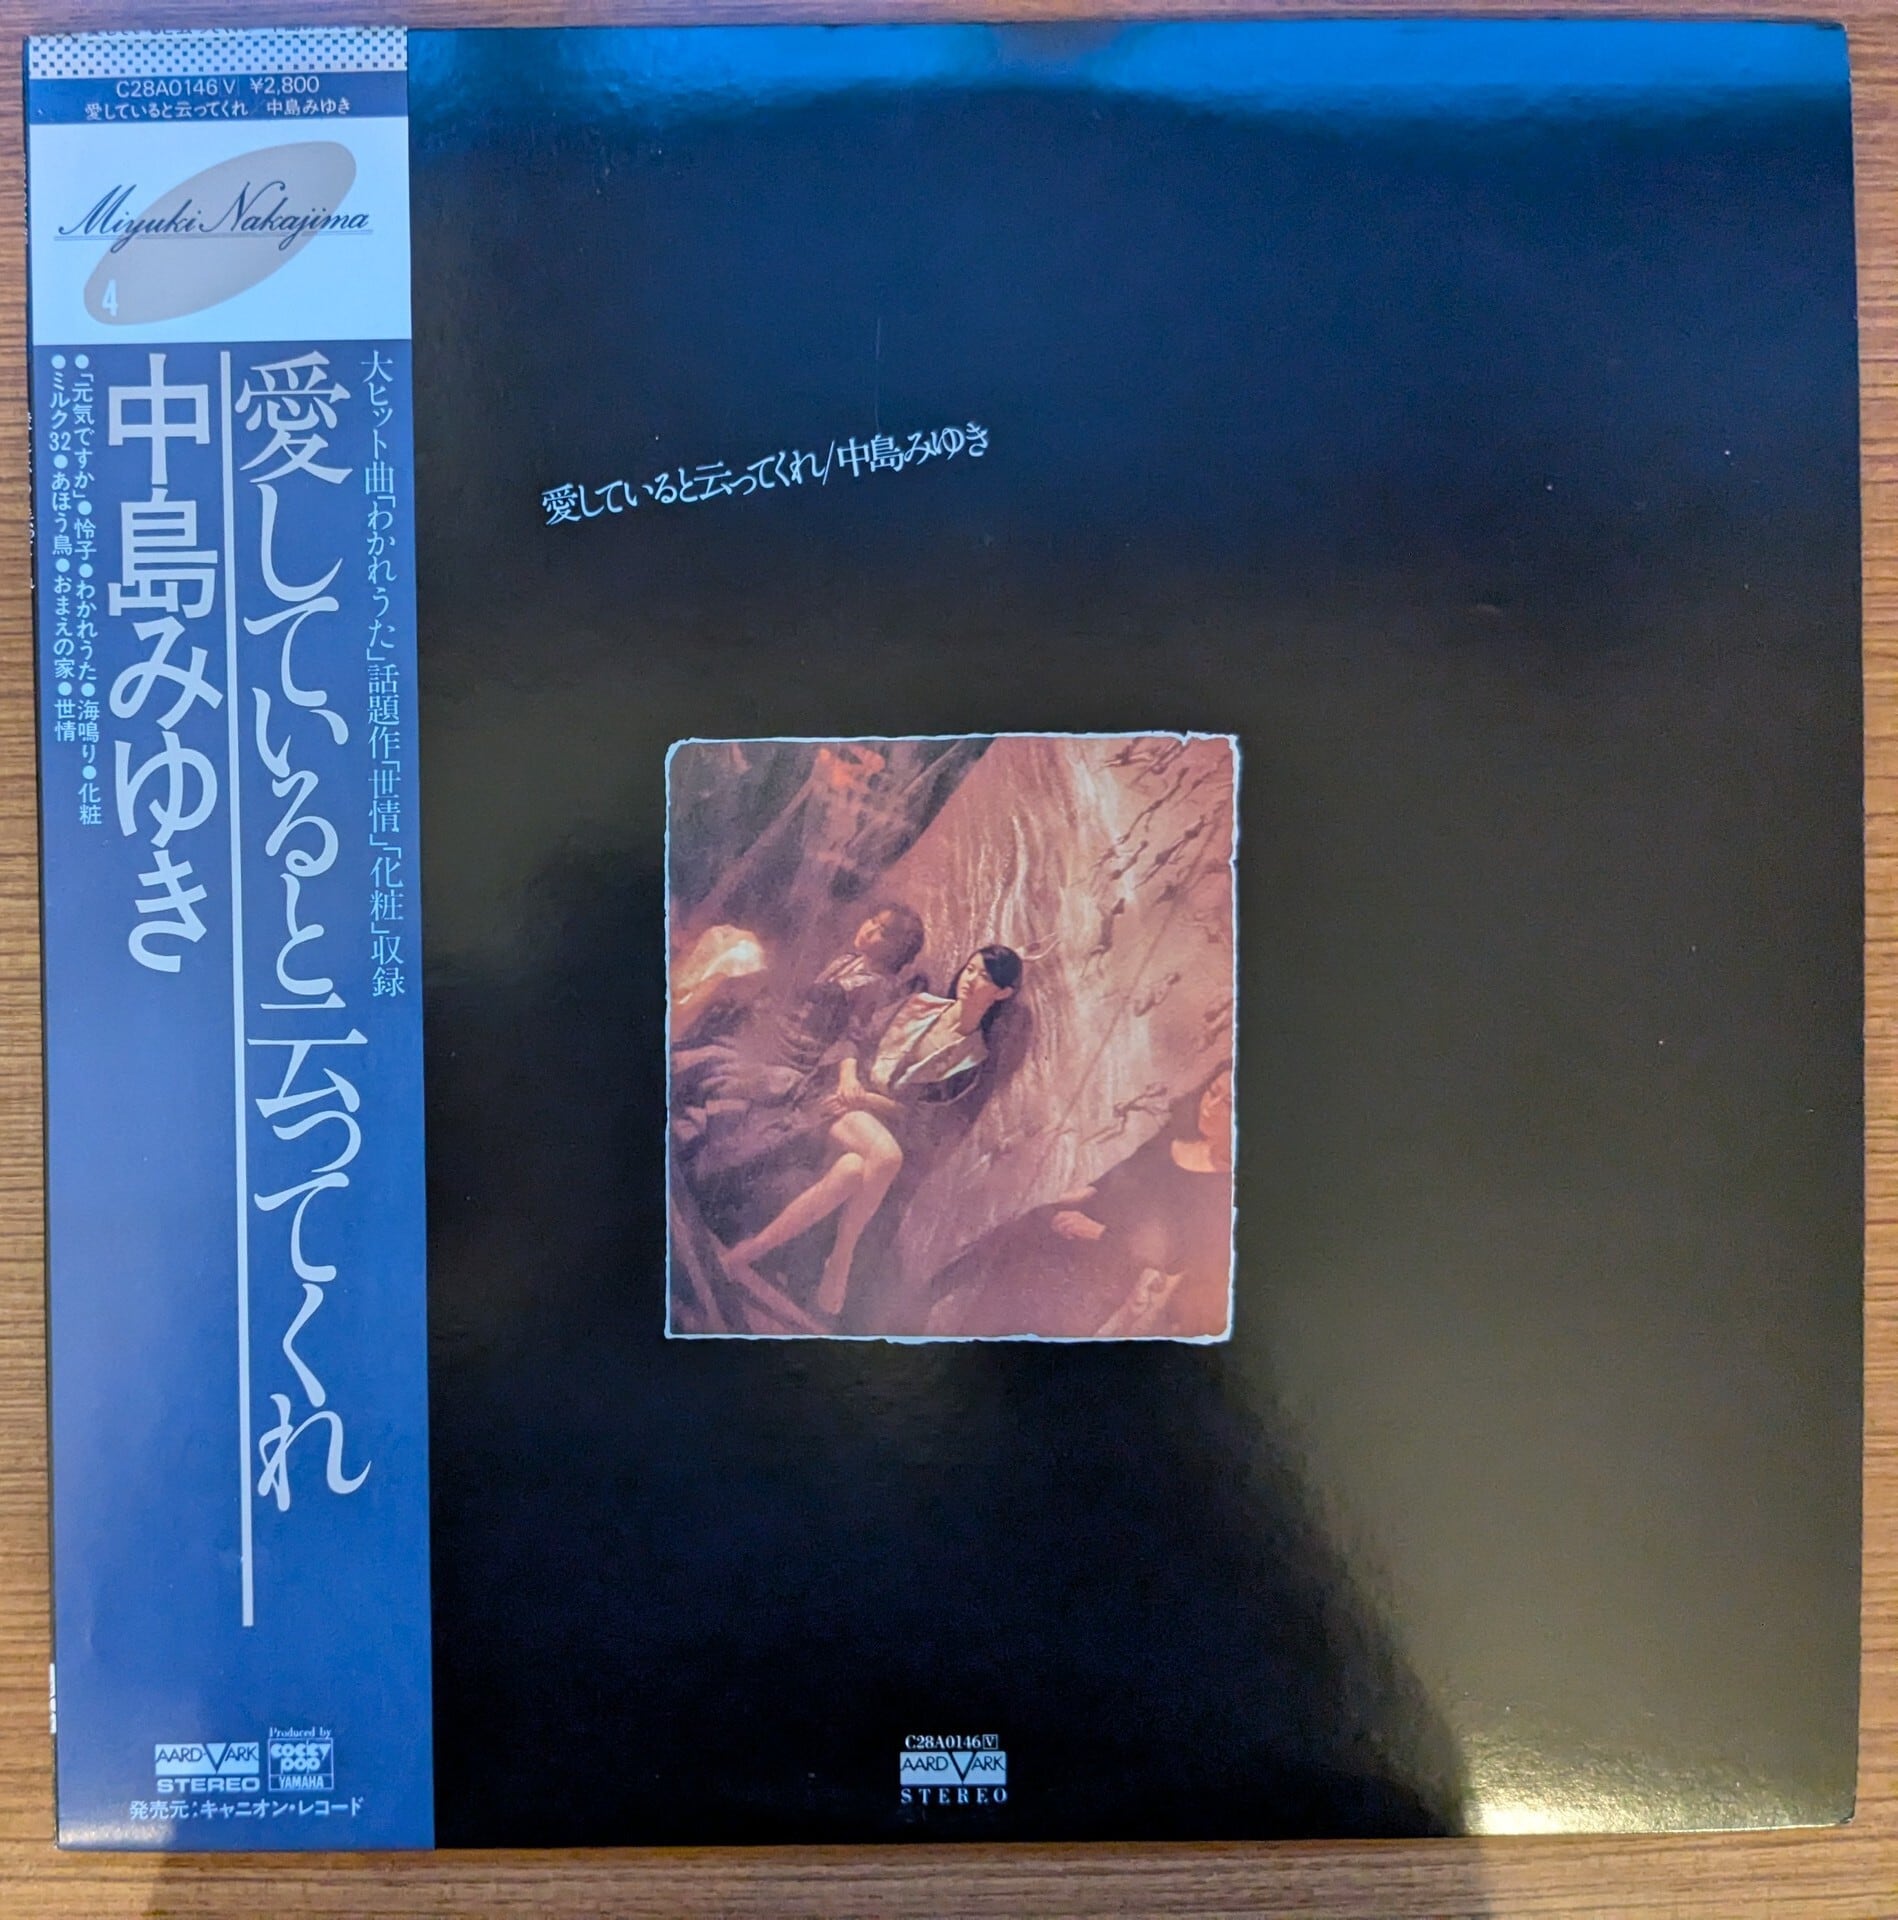 C28A0146 V ¥2,800
愛していると云ってくれ/中島みゆき
Miyuki Nakajima
4
大ヒット曲「わかれうた」話題作「世情」「化粧」収録
愛していると云ってくれ
中島みゆき
●「元気ですか」●怜子●わかれうた●海鳴り●化粧
●ミルク32●あほう鳥●おまえの家●世情
AARD-VARK
STEREO
Produced by
cocky pop
YAMAHA
発売元:キャニオン・レコード
愛していると云ってくれ/中島みゆき
C28A0146 V
AARD VARK
STEREO